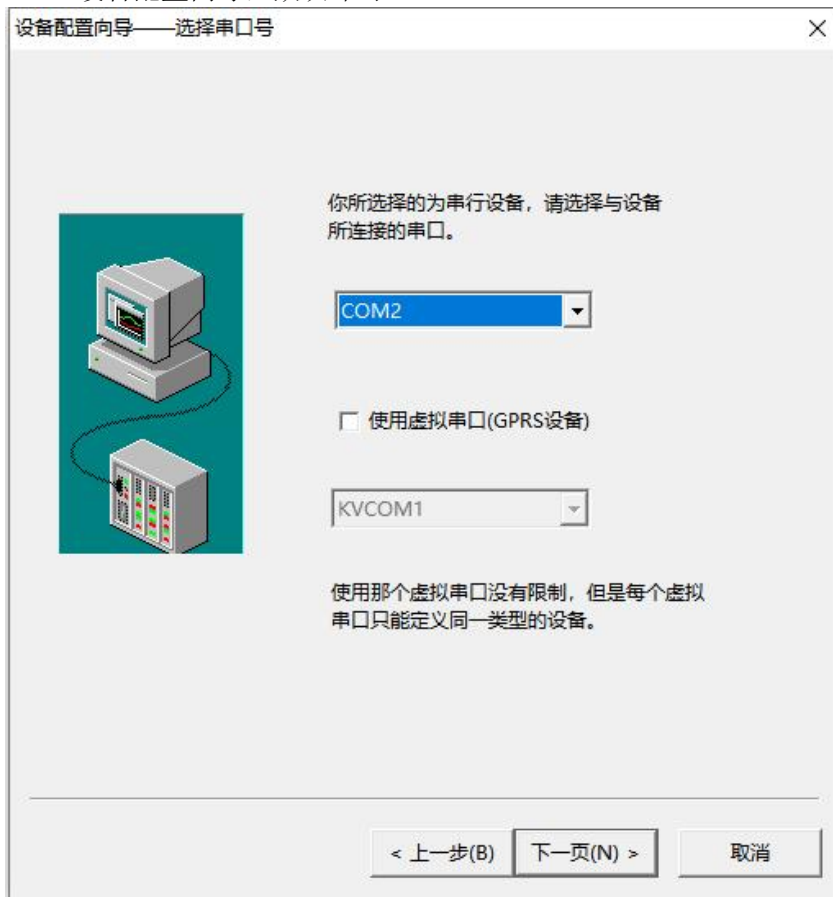 设备配置向导——选择串口号
你所选择的为串行设备，请选择与设备
所连接的串口。
COM2
使用虚拟串口(GPRS设备)
KVCOM1
使用那个虚拟串口没有限制，但是每个虚拟
串口只能定义同一类型的设备。
< 上一步(B) 下一页(N) > 取消